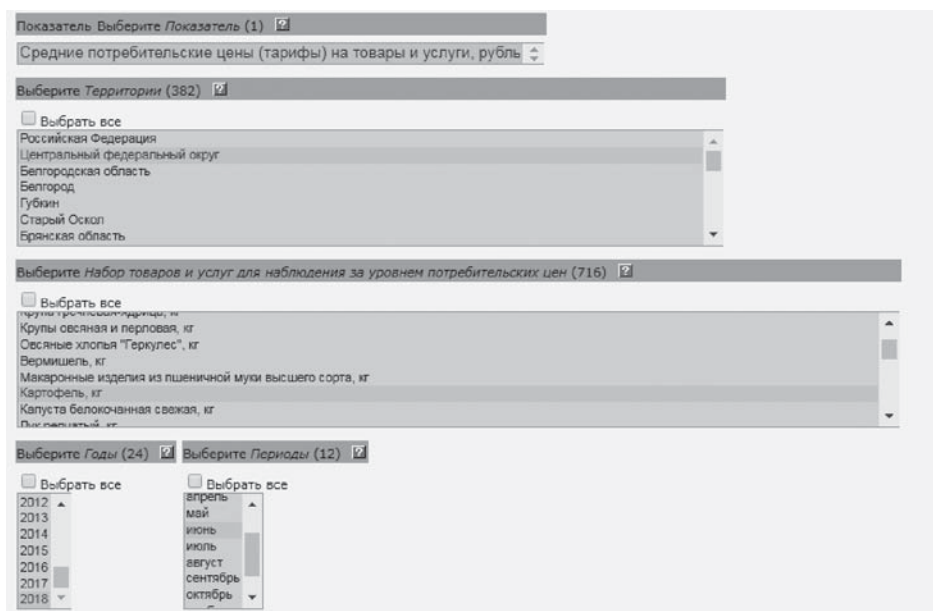 Показатель Выберите Показатель (1) ?
Средние потребительские цены (тарифы) на товары и услуги, рубль
Выберите Территории (382) ?
Выбрать все
Российская Федерация
Центральный федеральный округ
Белгородская область
Белгород
Губкин
Старый Оскол
Брянская область
Выберите Набор товаров и услуг для наблюдения за уровнем потребительских цен (716) ?
Выбрать все
Крупы овсяная и перловая, кг
Овсяные хлопья "Геркулес", кг
Вермишель, кг
Макаронные изделия из пшеничной муки высшего сорта, кг
Картофель, кг
Капуста белокочанная свежая, кг
Выберите Годы (24) ? Выберите Периоды (12) ?
Выбрать все Выбрать все
2012 апрель
2013 май
2014 июнь
2015 июль
2016 август
2017 сентябрь
2018 октябрь